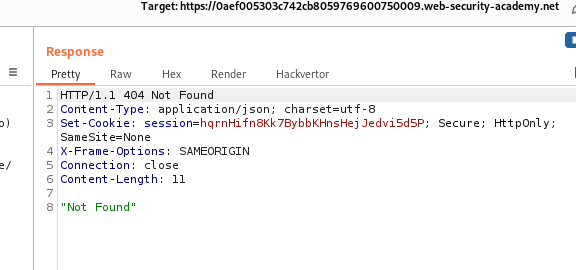 Target: https://0aef005303c742cb8059769600750009.web-security-academy.net
Response
Pretty Raw Hex Render Hackvertor
1 HTTP/1.1 404 Not Found
2 Content-Type: application/json; charset=utf-8
3 Set-Cookie: session=hqrnHifn8Kk7BybbKHnsHejJedvi5d5P; Secure; HttpOnly;
o)
SameSite=None
4 X-Frame-Options: SAMEORIGIN
e/
5 Connection: close
6 Content-Length: 11
7
8 "Not Found"